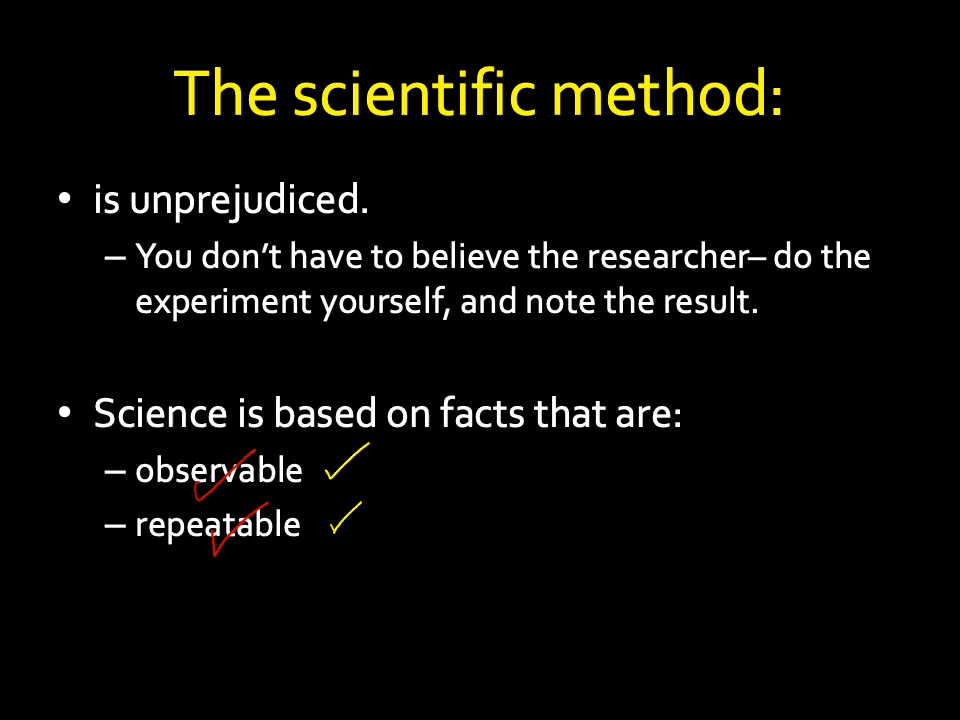 The scientific method:
• is unprejudiced.
– You don’t have to believe the researcher– do the
experiment yourself, and note the result.
• Science is based on facts that are:
– observable ✓
– repeatable ✓